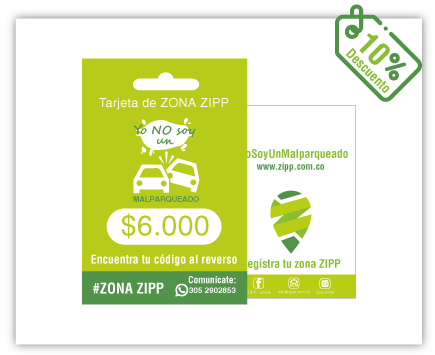 10%
Descuento
Tarjeta de ZONA ZIPP
Yo NO soy
un
MALPARQUEADO
$6.000
Encuentra tu código al reverso
#ZONA ZIPP
Comunícate:
305 2902853
oSoyUnMalparqueado
www.zipp.com.co
egístra tu zona ZIPP